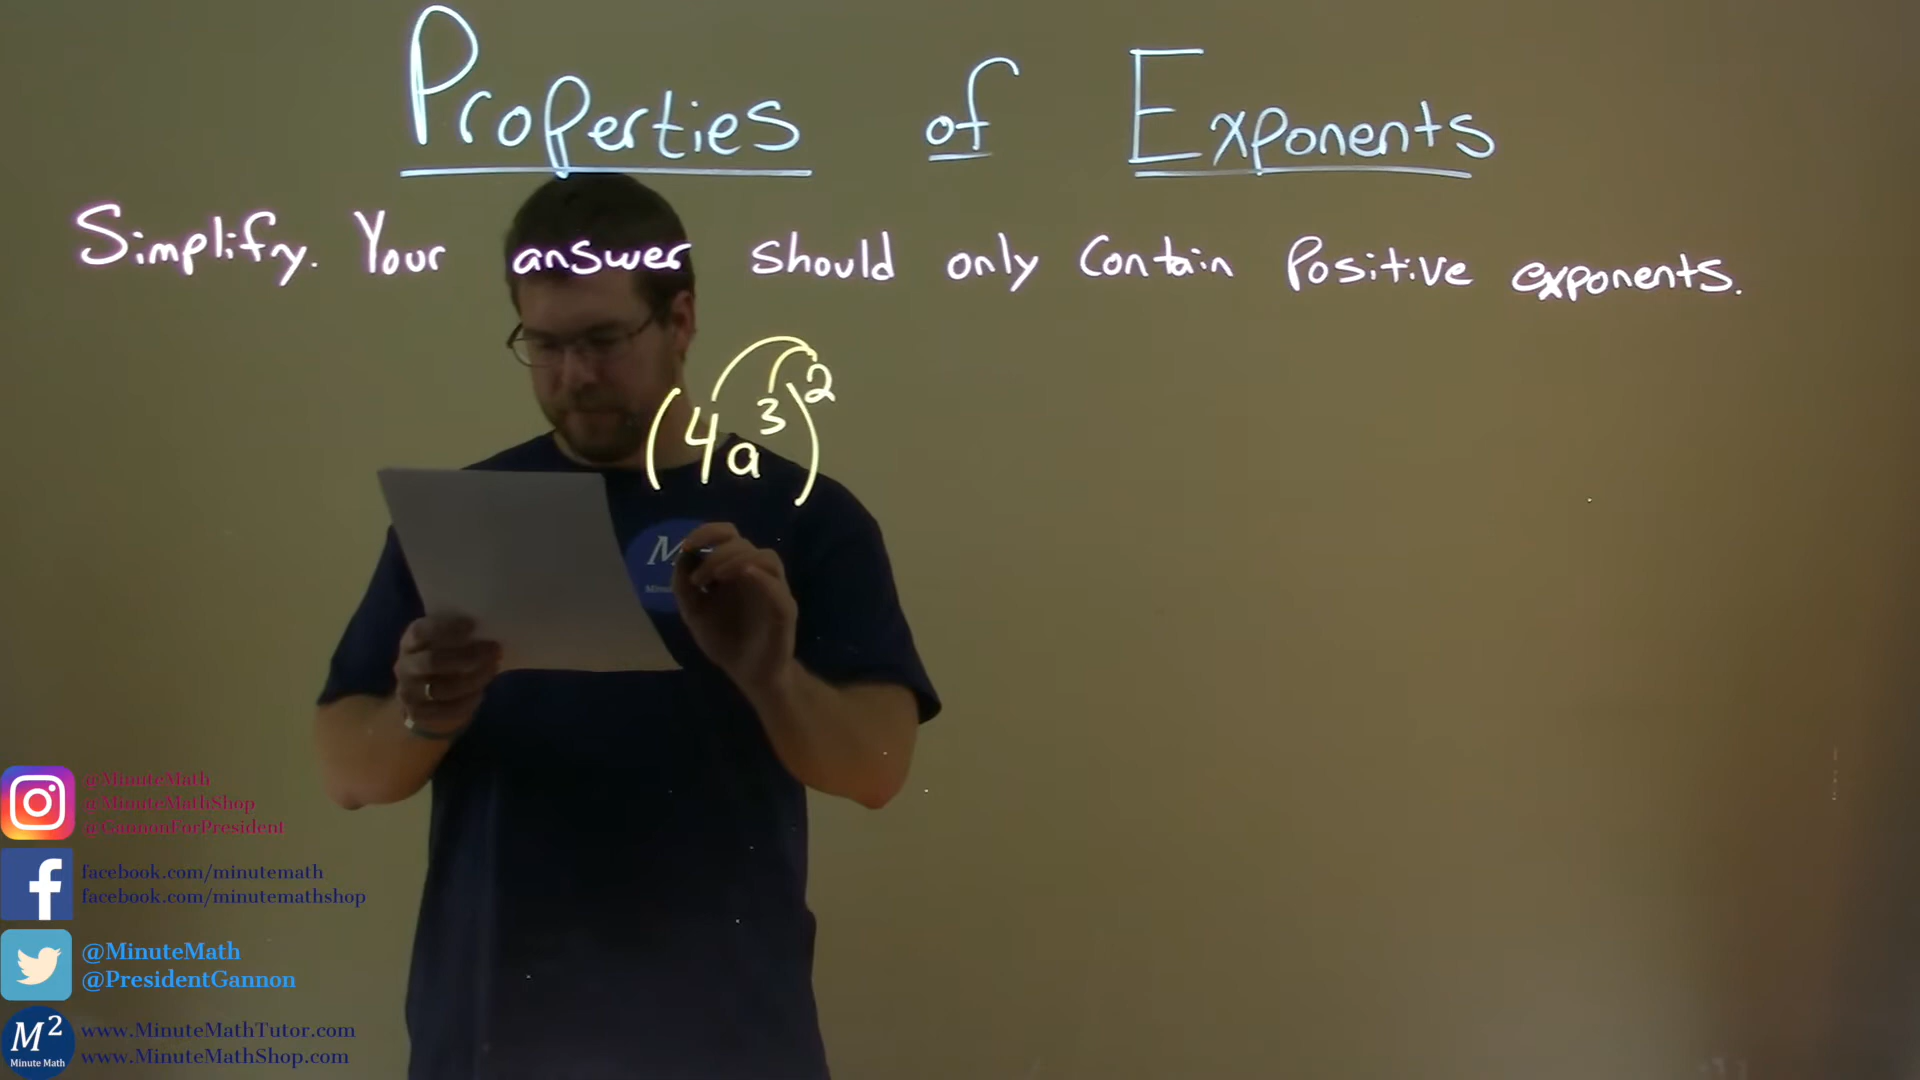 Properties of Exponents
Simplify. Your answer should only contain positive exponents.
(4a³)²
M
@MinuteMath
@MinuteMathShop
@GannonForPresident
facebook.com/minutemath
facebook.com/minutemathshop
@MinuteMath
@PresidentGannon
M²
Minute Math
www.MinuteMathTutor.com
www.MinuteMathShop.com